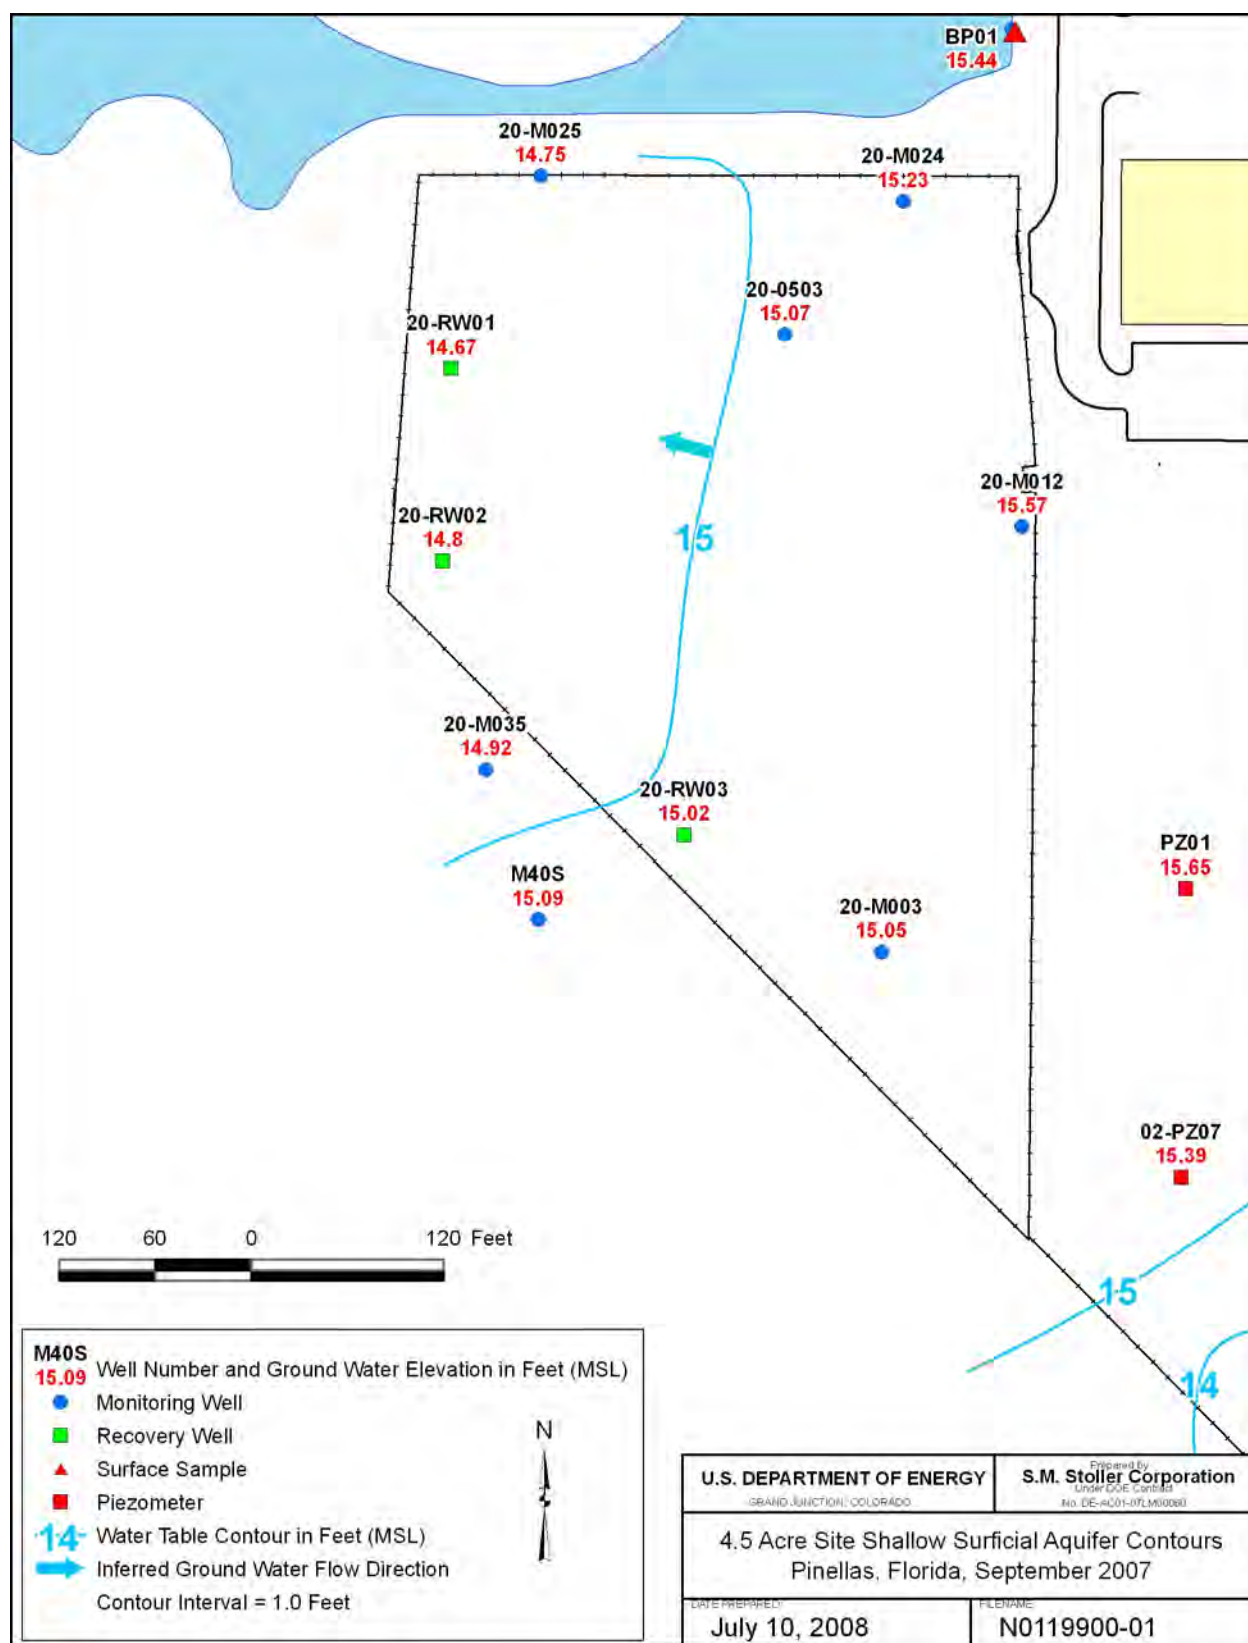 BP01
15.44
20-M025
14.75
20-M024
15.23
20-0503
15.07
20-RW01
14.67
20-M012
15.57
20-RW02
14.8
15
20-M035
14.92
20-RW03
15.02
PZ01
15.65
M40S
15.09
20-M003
15.05
02-PZ07
15.39
120 60 0 120 Feet
15
14
M40S
15.09 Well Number and Ground Water Elevation in Feet (MSL)
Monitoring Well
Recovery Well
Surface Sample
Piezometer
14 Water Table Contour in Feet (MSL)
Inferred Ground Water Flow Direction
Contour Interval = 1.0 Feet
N
U.S. DEPARTMENT OF ENERGY
GRAND JUNCTION, COLORADO
Prepared by
S.M. Stoller Corporation
Under DOE Contract
No. DE-AC01-07LM00060
4.5 Acre Site Shallow Surficial Aquifer Contours
Pinellas, Florida, September 2007
DATE PREPARED:
July 10, 2008
FILENAME:
N0119900-01